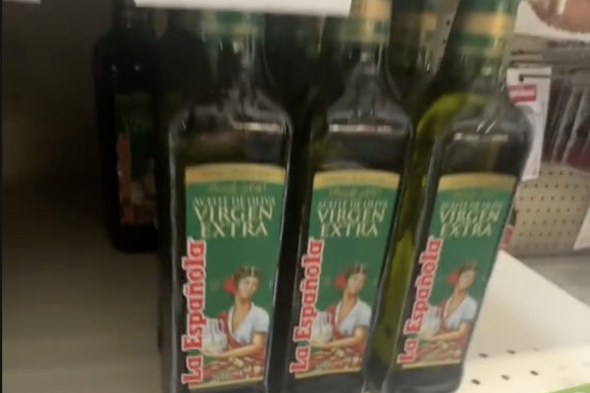 ACEITE DE OLIVA
VIRGEN
EXTRA
La Española
ACEITE DE OLIVA
VIRGEN
EXTRA
La Española
ACEITE DE OLIVA
VIRGEN
EXTRA
La Española